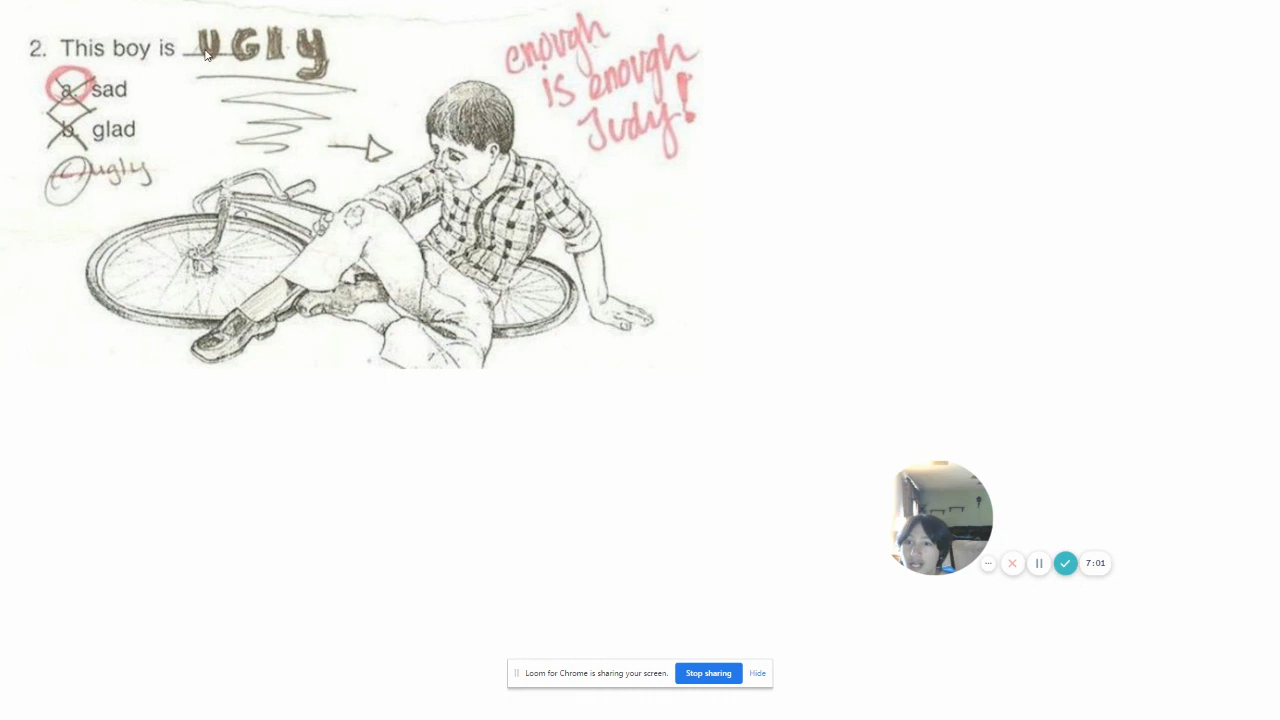 2. This boy is UGLY
a. sad
b. glad
ugly
enough
is enough
Judy!
7:01
Loom for Chrome is sharing your screen. Stop sharing Hide